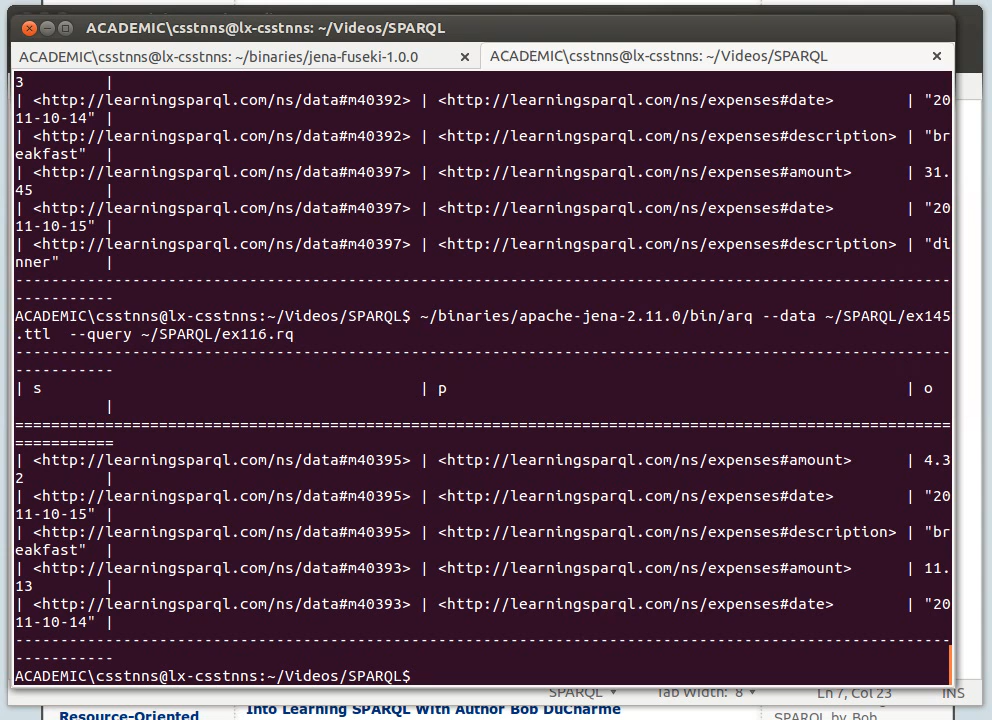 ACADEMIC\csstnns@lx-csstnns: ~/Videos/SPARQL
ACADEMIC\csstnns@lx-csstnns: ~/binaries/jena-fuseki-1.0.0 × ACADEMIC\csstnns@lx-csstnns: ~/Videos/SPARQL ×
3          |
| <http://learningsparql.com/ns/data#m40392> | <http://learningsparql.com/ns/expenses#date>        | "20
11-10-14" |
| <http://learningsparql.com/ns/data#m40392> | <http://learningsparql.com/ns/expenses#description> | "br
eakfast"  |
| <http://learningsparql.com/ns/data#m40397> | <http://learningsparql.com/ns/expenses#amount>      | 31.
45        |
| <http://learningsparql.com/ns/data#m40397> | <http://learningsparql.com/ns/expenses#date>        | "20
11-10-15" |
| <http://learningsparql.com/ns/data#m40397> | <http://learningsparql.com/ns/expenses#description> | "di
nner"     |
--------------------------------------------------------------------------------------------------------
-----------
ACADEMIC\csstnns@lx-csstnns:~/Videos/SPARQL$ ~/binaries/apache-jena-2.11.0/bin/arq --data ~/SPARQL/ex145
.ttl  --query ~/SPARQL/ex116.rq
--------------------------------------------------------------------------------------------------------
-----------
| s                                          | p                                                   | o
          |
========================================================================================================
===========
| <http://learningsparql.com/ns/data#m40395> | <http://learningsparql.com/ns/expenses#amount>      | 4.3
2         |
| <http://learningsparql.com/ns/data#m40395> | <http://learningsparql.com/ns/expenses#date>        | "20
11-10-15" |
| <http://learningsparql.com/ns/data#m40395> | <http://learningsparql.com/ns/expenses#description> | "br
eakfast"  |
| <http://learningsparql.com/ns/data#m40393> | <http://learningsparql.com/ns/expenses#amount>      | 11.
13        |
| <http://learningsparql.com/ns/data#m40393> | <http://learningsparql.com/ns/expenses#date>        | "20
11-10-14" |
--------------------------------------------------------------------------------------------------------
-----------
ACADEMIC\csstnns@lx-csstnns:~/Videos/SPARQL$
SPARQL Tab Width: 8 Ln 7, Col 23 INS
Resource-Oriented Into Learning SPARQL With Author Bob DuCharme SPARQL by Bob